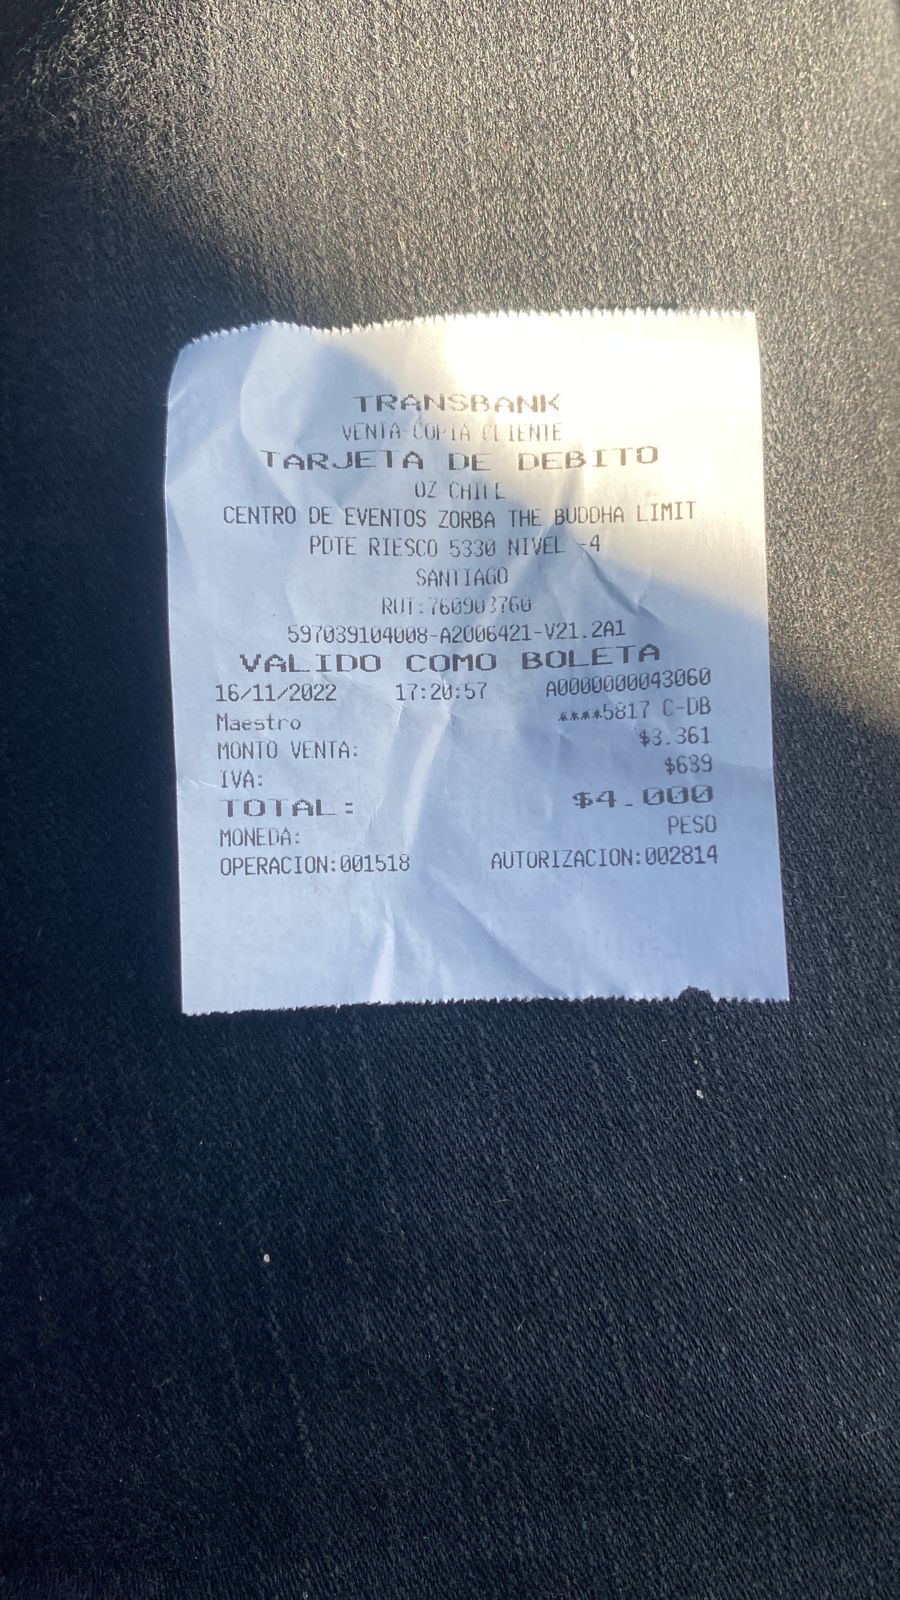 TRANSBANK
VENTA-COPIA CLIENTE
TARJETA DE DEBITO
OZ CHILE
CENTRO DE EVENTOS ZORBA THE BUDDHA LIMIT
PDTE RIESCO 5330 NIVEL -4
SANTIAGO
RUT:760903760
597039104008-A2006421-V21.2A1
VALIDO COMO BOLETA
16/11/2022 17:20:57 A0000000043060
Maestro ****5817 C-DB
MONTO VENTA: $3.361
IVA: $639
TOTAL: $4.000
MONEDA: PESO
OPERACION:001518 AUTORIZACION:002814